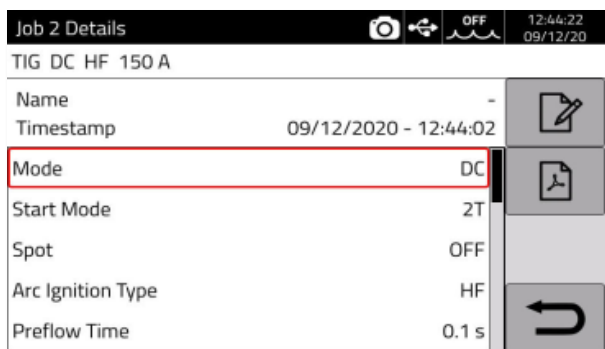 Job 2 Details OFF 12:44:22
09/12/20
TIG DC HF 150 A
Name -
Timestamp 09/12/2020 - 12:44:02
Mode DC
Start Mode 2T
Spot OFF
Arc Ignition Type HF
Preflow Time 0.1 s